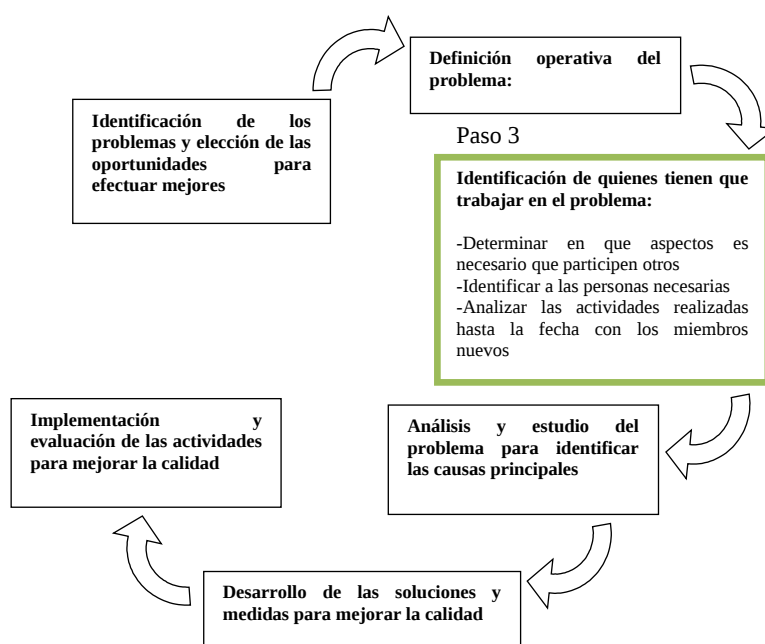 Definición operativa del
problema:
Identificación de los
problemas y elección de las
oportunidades para
efectuar mejores
Paso 3
Identificación de quienes tienen que
trabajar en el problema:
-Determinar en que aspectos es
necesario que participen otros
-Identificar a las personas necesarias
-Analizar las actividades realizadas
hasta la fecha con los miembros
nuevos
Análisis y estudio del
problema para identificar
las causas principales
Implementación y
evaluación de las actividades
para mejorar la calidad
Desarrollo de las soluciones y
medidas para mejorar la calidad